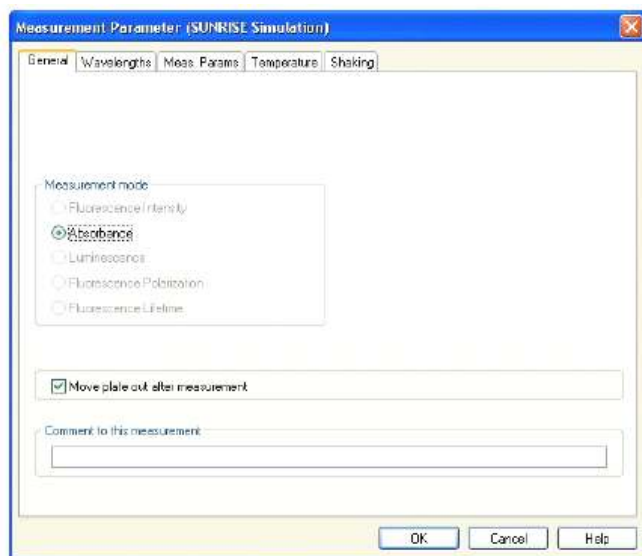 Measurement Parameter (SUNRISE Simulation)
General Wavelengths Meas. Params Temperature Shaking
Measurement mode
Fluorescence Intensity
Absorbance
Luminescence
Fluorescence Polarization
Fluorescence Lifetime
Move plate out after measurement
Comment to this measurement
OK Cancel Help